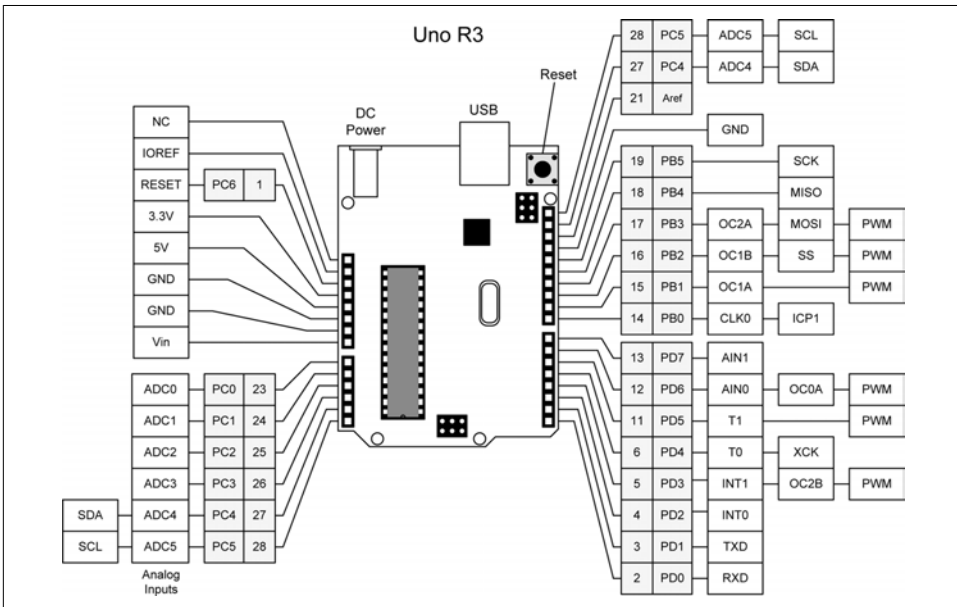 Uno R3
Reset
DC
Power
USB
NC
IOREF
RESET PC6 1
3.3V
5V
GND
GND
Vin
ADC0 PC0 23
ADC1 PC1 24
ADC2 PC2 25
ADC3 PC3 26
SDA ADC4 PC4 27
SCL ADC5 PC5 28
Analog
Inputs
28 PC5 ADC5 SCL
27 PC4 ADC4 SDA
21 Aref
GND
19 PB5 SCK
18 PB4 MISO
17 PB3 OC2A MOSI PWM
16 PB2 OC1B SS PWM
15 PB1 OC1A PWM
14 PB0 CLK0 ICP1
13 PD7 AIN1
12 PD6 AIN0 OC0A PWM
11 PD5 T1 PWM
6 PD4 T0 XCK
5 PD3 INT1 OC2B PWM
4 PD2 INT0
3 PD1 TXD
2 PD0 RXD